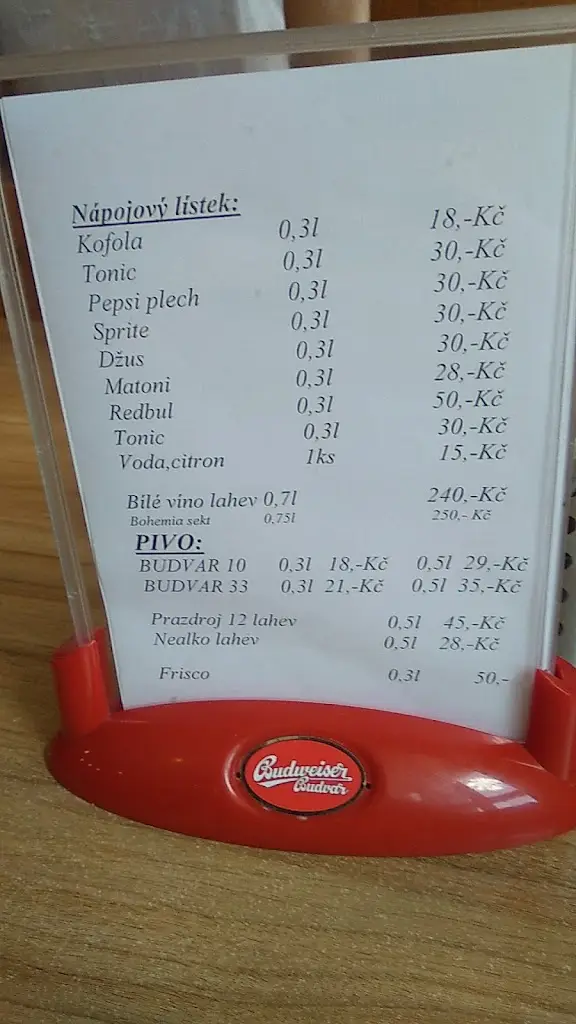 Nápojový lístek:
Kofola 0,3l 18,-Kč
Tonic 0,3l 30,-Kč
Pepsi plech 0,3l 30,-Kč
Sprite 0,3l 30,-Kč
Džus 0,3l 30,-Kč
Matoni 0,3l 28,-Kč
Redbul 0,3l 50,-Kč
Tonic 0,3l 30,-Kč
Voda,citron 1ks 15,-Kč
Bílé víno lahev 0,7l 240,-Kč
Bohemia sekt 0,75l 250,- Kč
PIVO:
BUDVAR 10 0,3l 18,-Kč 0,5l 29,-Kč
BUDVAR 33 0,3l 21,-Kč 0,5l 35,-Kč
Prazdroj 12 lahev 0,5l 45,-Kč
Nealko lahev 0,5l 28,-Kč
Frisco 0,3l 50,-
Budweiser
Budvar